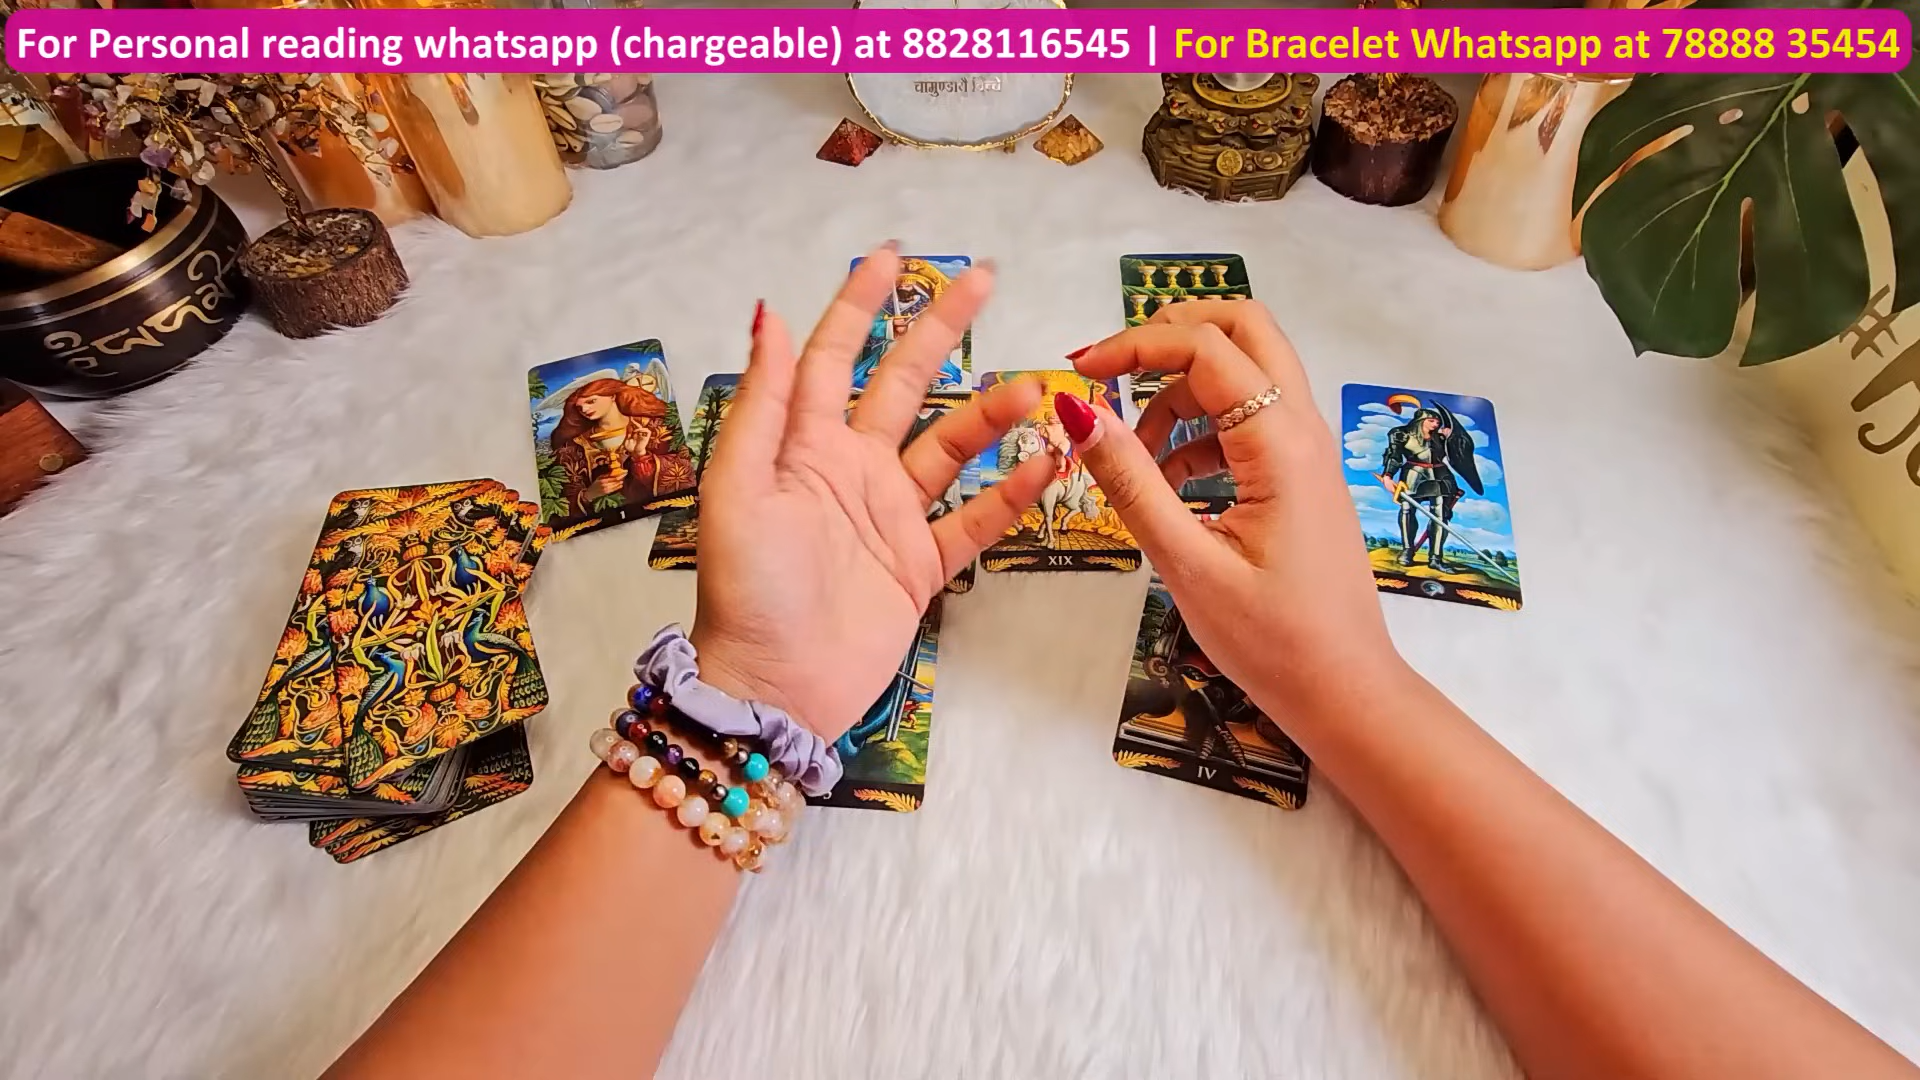 For Personal reading whatsapp (chargeable) at 8828116545 | For Bracelet Whatsapp at 78888 35454
चामुण्डायै विच्चे
I
XIX
IV